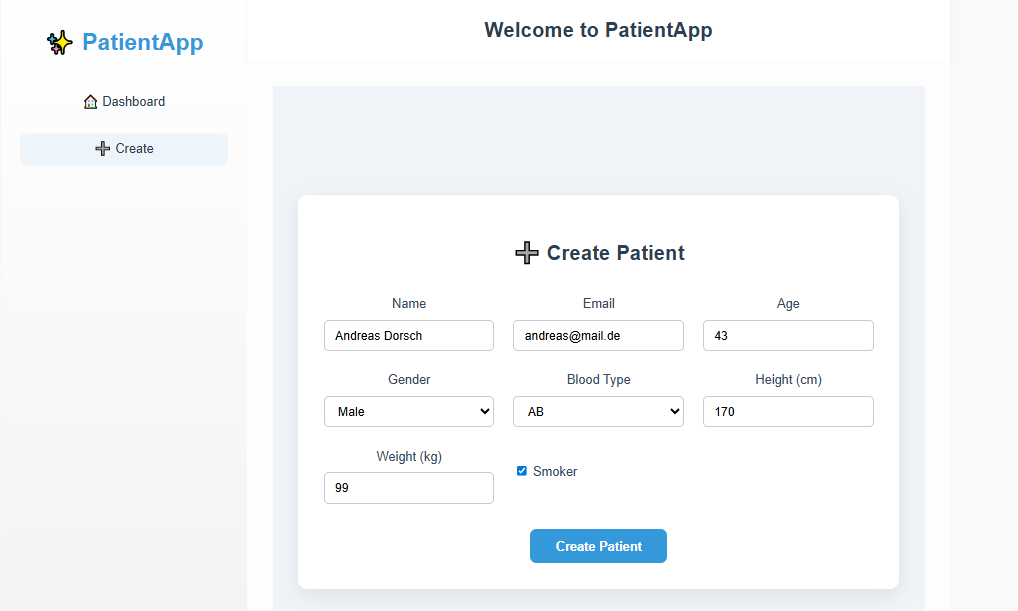 PatientApp
Dashboard
Create
Welcome to PatientApp
Create Patient
Name Email Age
Andreas Dorsch andreas@mail.de 43
Gender Blood Type Height (cm)
Male AB 170
Weight (kg)
Smoker
99
Create Patient